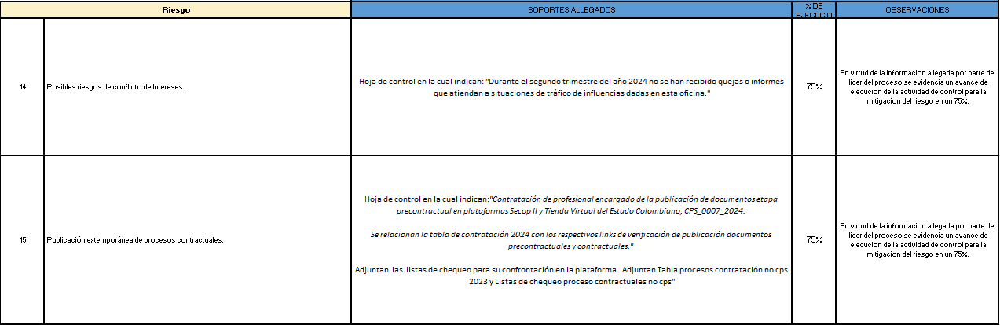 Riesgo
SOPORTES ALLEGADOS
% DE
EJECUCIO
OBSERVACIONES
14
Posibles riesgos de conflicto de Intereses.
Hoja de control en la cual indican: "Durante el segundo trimestre del año 2024 no se han recibido quejas o informes
que atiendan a situaciones de tráfico de influencias dadas en esta oficina."
75%
En virtud de la informacion allegada por parte del
lider del proceso se evidencia un avance de
ejecucion de la actividad de control para la
mitigacion del riesgo en un 75%.
15
Publicación extemporánea de procesos contractuales.
Hoja de control en la cual indican:"Contratación de profesional encargado de la publicación de documentos etapa
precontractual en plataformas Secop II y Tienda Virtual del Estado Colombiano, CPS_0007_2024.
Se relacionan la tabla de contratación 2024 con los respectivos links de verificación de publicación documentos
precontractuales y contractuales."
Adjuntan las listas de chequeo para su confrontación en la plataforma. Adjuntan Tabla procesos contratación no cps
2023 y Listas de chequeo proceso contractuales no cps"
75%
En virtud de la informacion allegada por parte del
lider del proceso se evidencia un avance de
ejecucion de la actividad de control para la
mitigacion del riesgo en un 75%.